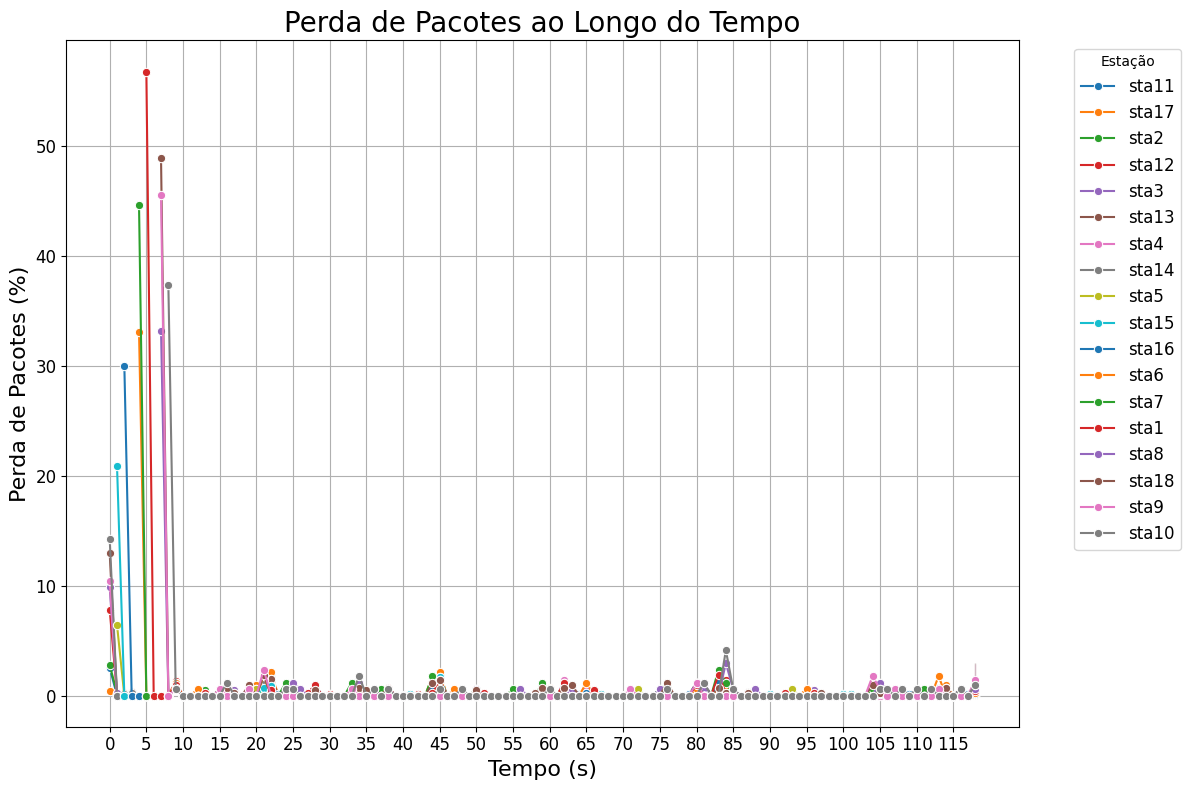 Perda de Pacotes ao Longo do Tempo
Perda de Pacotes (%)
50
40
30
20
10
0
0 5 10 15 20 25 30 35 40 45 50 55 60 65 70 75 80 85 90 95 100 105 110 115
Tempo (s)
Estação
sta11
sta17
sta2
sta12
sta3
sta13
sta4
sta14
sta5
sta15
sta16
sta6
sta7
sta1
sta8
sta18
sta9
sta10